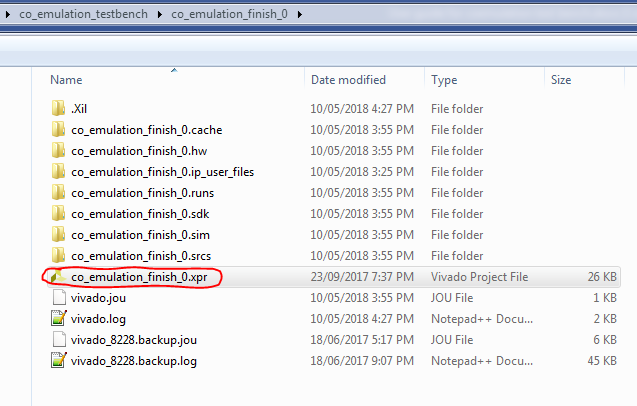 co_emulation_testbench co_emulation_finish_0
Name Date modified Type Size
.Xil 10/05/2018 4:27 PM File folder
co_emulation_finish_0.cache 10/05/2018 3:55 PM File folder
co_emulation_finish_0.hw 10/05/2018 3:55 PM File folder
co_emulation_finish_0.ip_user_files 10/05/2018 3:55 PM File folder
co_emulation_finish_0.runs 10/05/2018 3:55 PM File folder
co_emulation_finish_0.sdk 10/05/2018 3:55 PM File folder
co_emulation_finish_0.sim 10/05/2018 3:55 PM File folder
co_emulation_finish_0.srcs 10/05/2018 3:55 PM File folder
co_emulation_finish_0.xpr 23/09/2017 7:37 PM Vivado Project File 26 KB
vivado.jou 10/05/2018 3:55 PM JOU File 1 KB
vivado.log 10/05/2018 4:27 PM Notepad++ Docu... 2 KB
vivado_8228.backup.jou 18/06/2017 5:17 PM JOU File 6 KB
vivado_8228.backup.log 18/06/2017 9:07 PM Notepad++ Docu... 45 KB